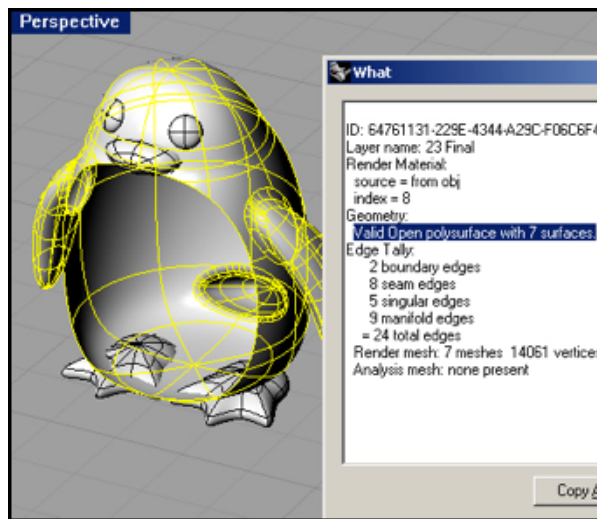 Perspective
What
ID: 64761131-229E-4344-A29C-F06C6F4
Layer name: 23 Final
Render Material:
source = from obj
index = 8
Geometry:
Valid Open polysurface with 7 surfaces.
Edge Tally:
2 boundary edges
8 seam edges
5 singular edges
9 manifold edges
= 24 total edges
Render mesh: 7 meshes 14061 vertices
Analysis mesh: none present
Copy A